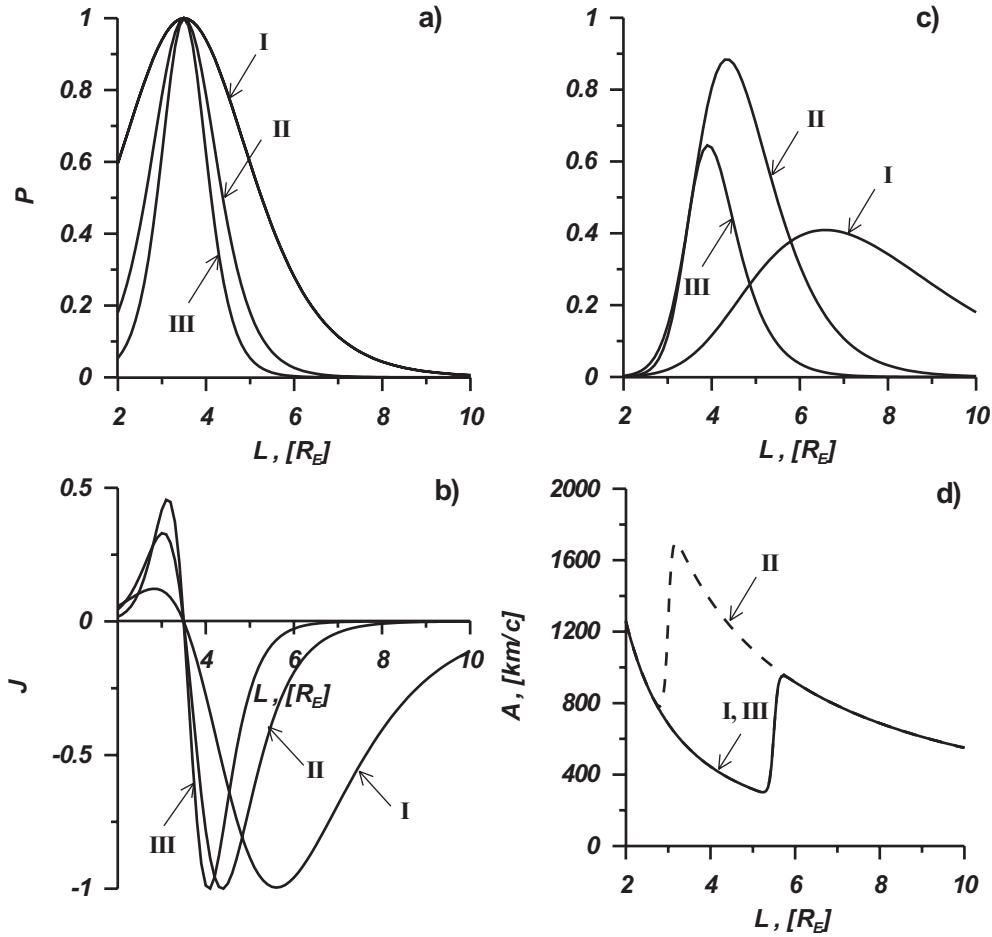 a)
1
0.8
0.6
0.4
0.2
0
P
I
II
III
2 4 6 8 10
L , [R_E]
c)
1
0.8
0.6
0.4
0.2
0
II
I
III
2 4 6 8 10
L , [R_E]
b)
0.5
0
-0.5
-1
J
4 6 8 10
L , [R_E]
III
II
I
d)
2000
1600
1200
800
400
0
A , [km/c]
II
I, III
2 4 6 8 10
L , [R_E]